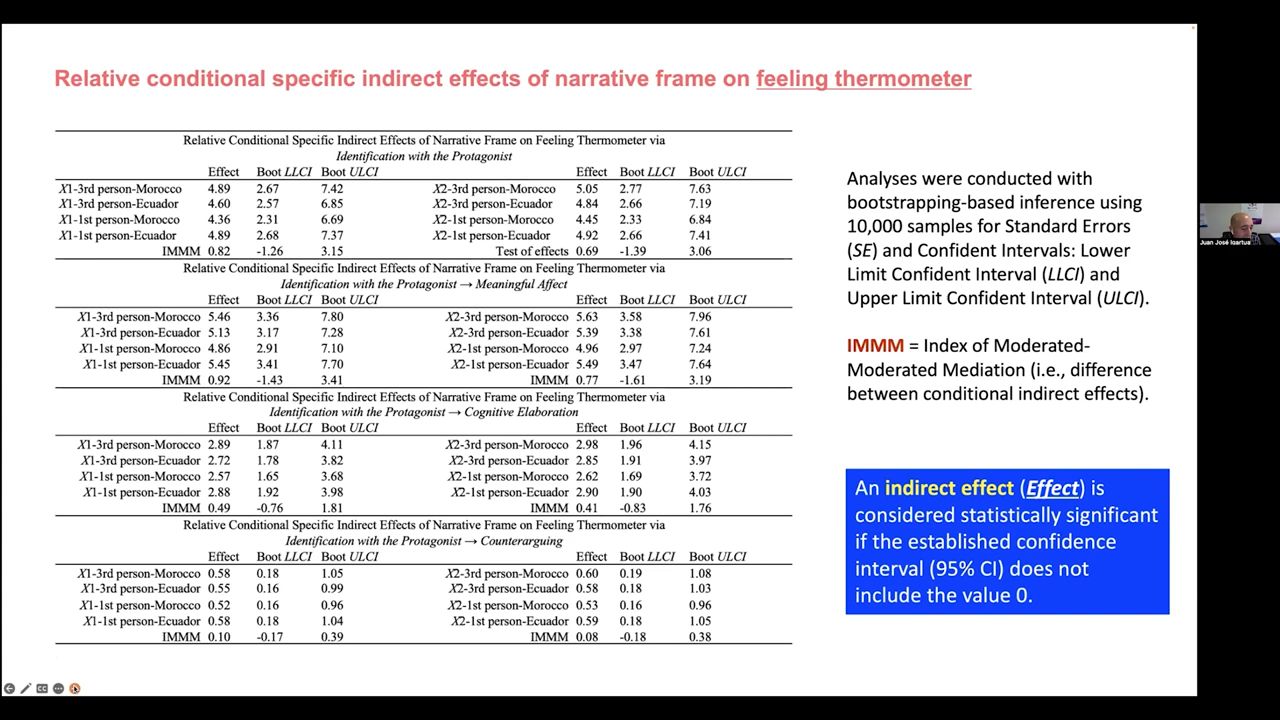 Relative conditional specific indirect effects of narrative frame on feeling thermometer
Relative Conditional Specific Indirect Effects of Narrative Frame on Feeling Thermometer via
Identification with the Protagonist
Effect Boot LLCI Boot ULCI Effect Boot LLCI Boot ULCI
X1-3rd person-Morocco 4.89 2.67 7.42 X2-3rd person-Morocco 5.05 2.77 7.63
X1-3rd person-Ecuador 4.60 2.57 6.85 X2-3rd person-Ecuador 4.84 2.66 7.19
X1-1st person-Morocco 4.36 2.31 6.69 X2-1st person-Morocco 4.45 2.33 6.84
X1-1st person-Ecuador 4.89 2.68 7.37 X2-1st person-Ecuador 4.92 2.66 7.41
IMMM 0.82 -1.26 3.15 Test of effects 0.69 -1.39 3.06
Relative Conditional Specific Indirect Effects of Narrative Frame on Feeling Thermometer via
Identification with the Protagonist → Meaningful Affect
Effect Boot LLCI Boot ULCI Effect Boot LLCI Boot ULCI
X1-3rd person-Morocco 5.46 3.36 7.80 X2-3rd person-Morocco 5.63 3.58 7.96
X1-3rd person-Ecuador 5.13 3.17 7.28 X2-3rd person-Ecuador 5.39 3.38 7.61
X1-1st person-Morocco 4.86 2.91 7.10 X2-1st person-Morocco 4.96 2.97 7.24
X1-1st person-Ecuador 5.45 3.41 7.70 X2-1st person-Ecuador 5.49 3.47 7.64
IMMM 0.92 -1.43 3.41 IMMM 0.77 -1.61 3.19
Relative Conditional Specific Indirect Effects of Narrative Frame on Feeling Thermometer via
Identification with the Protagonist → Cognitive Elaboration
Effect Boot LLCI Boot ULCI Effect Boot LLCI Boot ULCI
X1-3rd person-Morocco 2.89 1.87 4.11 X2-3rd person-Morocco 2.98 1.96 4.15
X1-3rd person-Ecuador 2.72 1.78 3.82 X2-3rd person-Ecuador 2.85 1.91 3.97
X1-1st person-Morocco 2.57 1.65 3.68 X2-1st person-Morocco 2.62 1.69 3.72
X1-1st person-Ecuador 2.88 1.92 3.98 X2-1st person-Ecuador 2.90 1.90 4.03
IMMM 0.49 -0.76 1.81 IMMM 0.41 -0.83 1.76
Relative Conditional Specific Indirect Effects of Narrative Frame on Feeling Thermometer via
Identification with the Protagonist → Counterarguing
Effect Boot LLCI Boot ULCI Effect Boot LLCI Boot ULCI
X1-3rd person-Morocco 0.58 0.18 1.05 X2-3rd person-Morocco 0.60 0.19 1.08
X1-3rd person-Ecuador 0.55 0.16 0.99 X2-3rd person-Ecuador 0.58 0.18 1.03
X1-1st person-Morocco 0.52 0.16 0.96 X2-1st person-Morocco 0.53 0.16 0.96
X1-1st person-Ecuador 0.58 0.18 1.04 X2-1st person-Ecuador 0.59 0.18 1.05
IMMM 0.10 -0.17 0.39 IMMM 0.08 -0.18 0.38
Analyses were conducted with
bootstrapping-based inference using
10,000 samples for Standard Errors
(SE) and Confident Intervals: Lower
Limit Confident Interval (LLCI) and
Upper Limit Confident Interval (ULCI).
IMMM = Index of Moderated-
Moderated Mediation (i.e., difference
between conditional indirect effects).
An indirect effect (Effect) is
considered statistically significant
if the established confidence
interval (95% CI) does not
include the value 0.
Juan José Igartua
CC